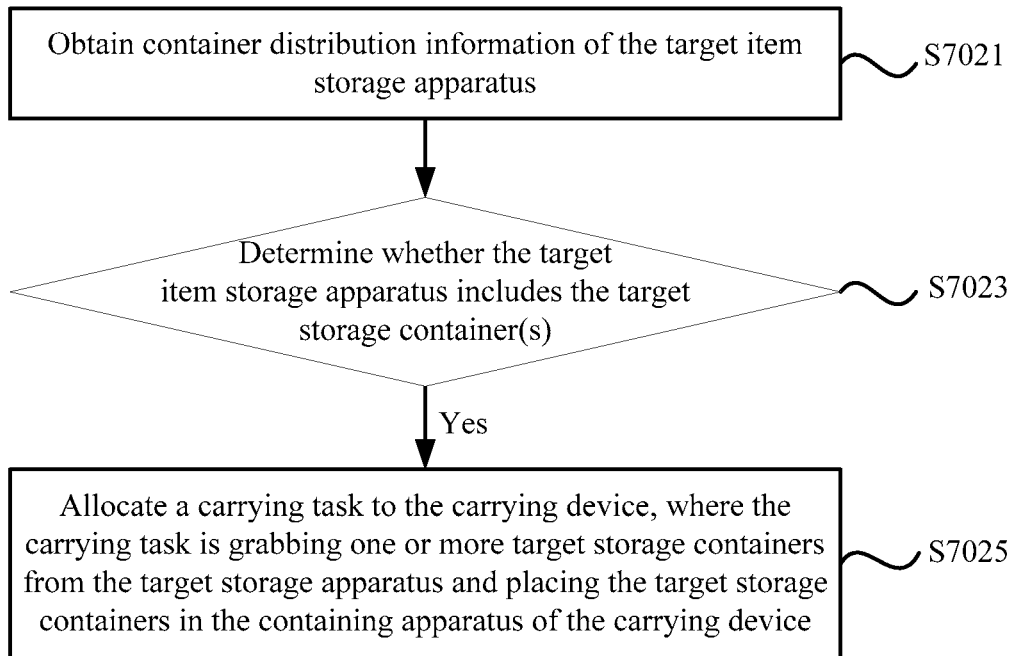 Obtain container distribution information of the target item
storage apparatus
S7021
Determine whether the target
item storage apparatus includes the target
storage container(s)
S7023
Yes
Allocate a carrying task to the carrying device, where the
carrying task is grabbing one or more target storage containers
from the target storage apparatus and placing the target storage
containers in the containing apparatus of the carrying device
S7025